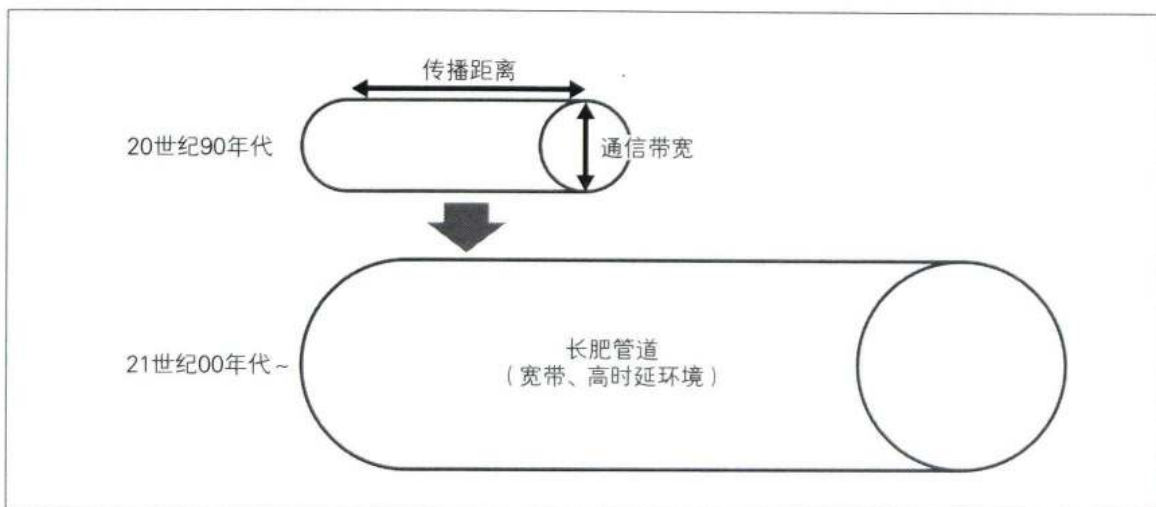 传播距离
20世纪90年代
通信带宽
21世纪00年代~
长肥管道
（宽带、高时延环境）